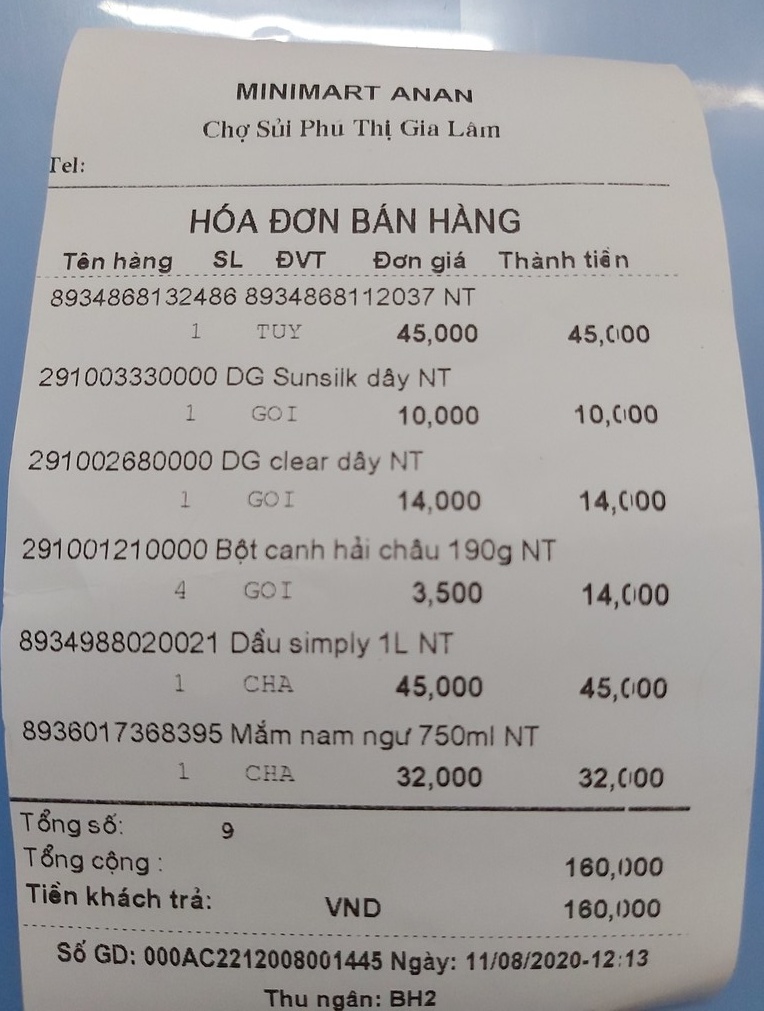 MINIMART ANAN
Chợ Sủi Phú Thị Gia Lâm
Tel:
HÓA ĐƠN BÁN HÀNG
Tên hàng SL ĐVT Đơn giá Thành tiền
8934868132486 8934868112037 NT
1 TUY 45,000 45,000
291003330000 DG Sunsilk dây NT
1 GOI 10,000 10,000
291002680000 DG clear dây NT
1 GOI 14,000 14,000
291001210000 Bột canh hải châu 190g NT
4 GOI 3,500 14,000
8934988020021 Dầu simply 1L NT
1 CHA 45,000 45,000
8936017368395 Mắm nam ngư 750ml NT
1 CHA 32,000 32,000
Tổng số: 9
Tổng cộng : 160,000
Tiền khách trả: VND 160,000
Số GD: 000AC2212008001445 Ngày: 11/08/2020-12:13
Thu ngân: BH2